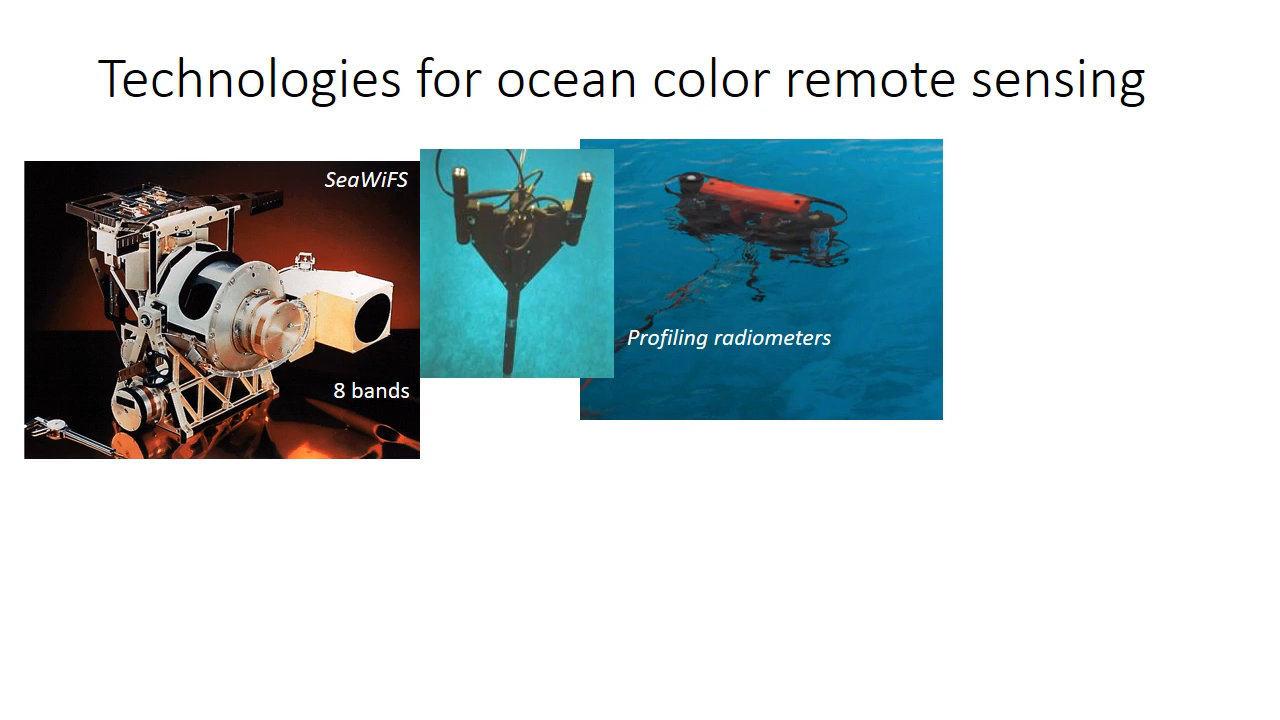 Technologies for ocean color remote sensing
SeaWiFS
8 bands
Profiling radiometers